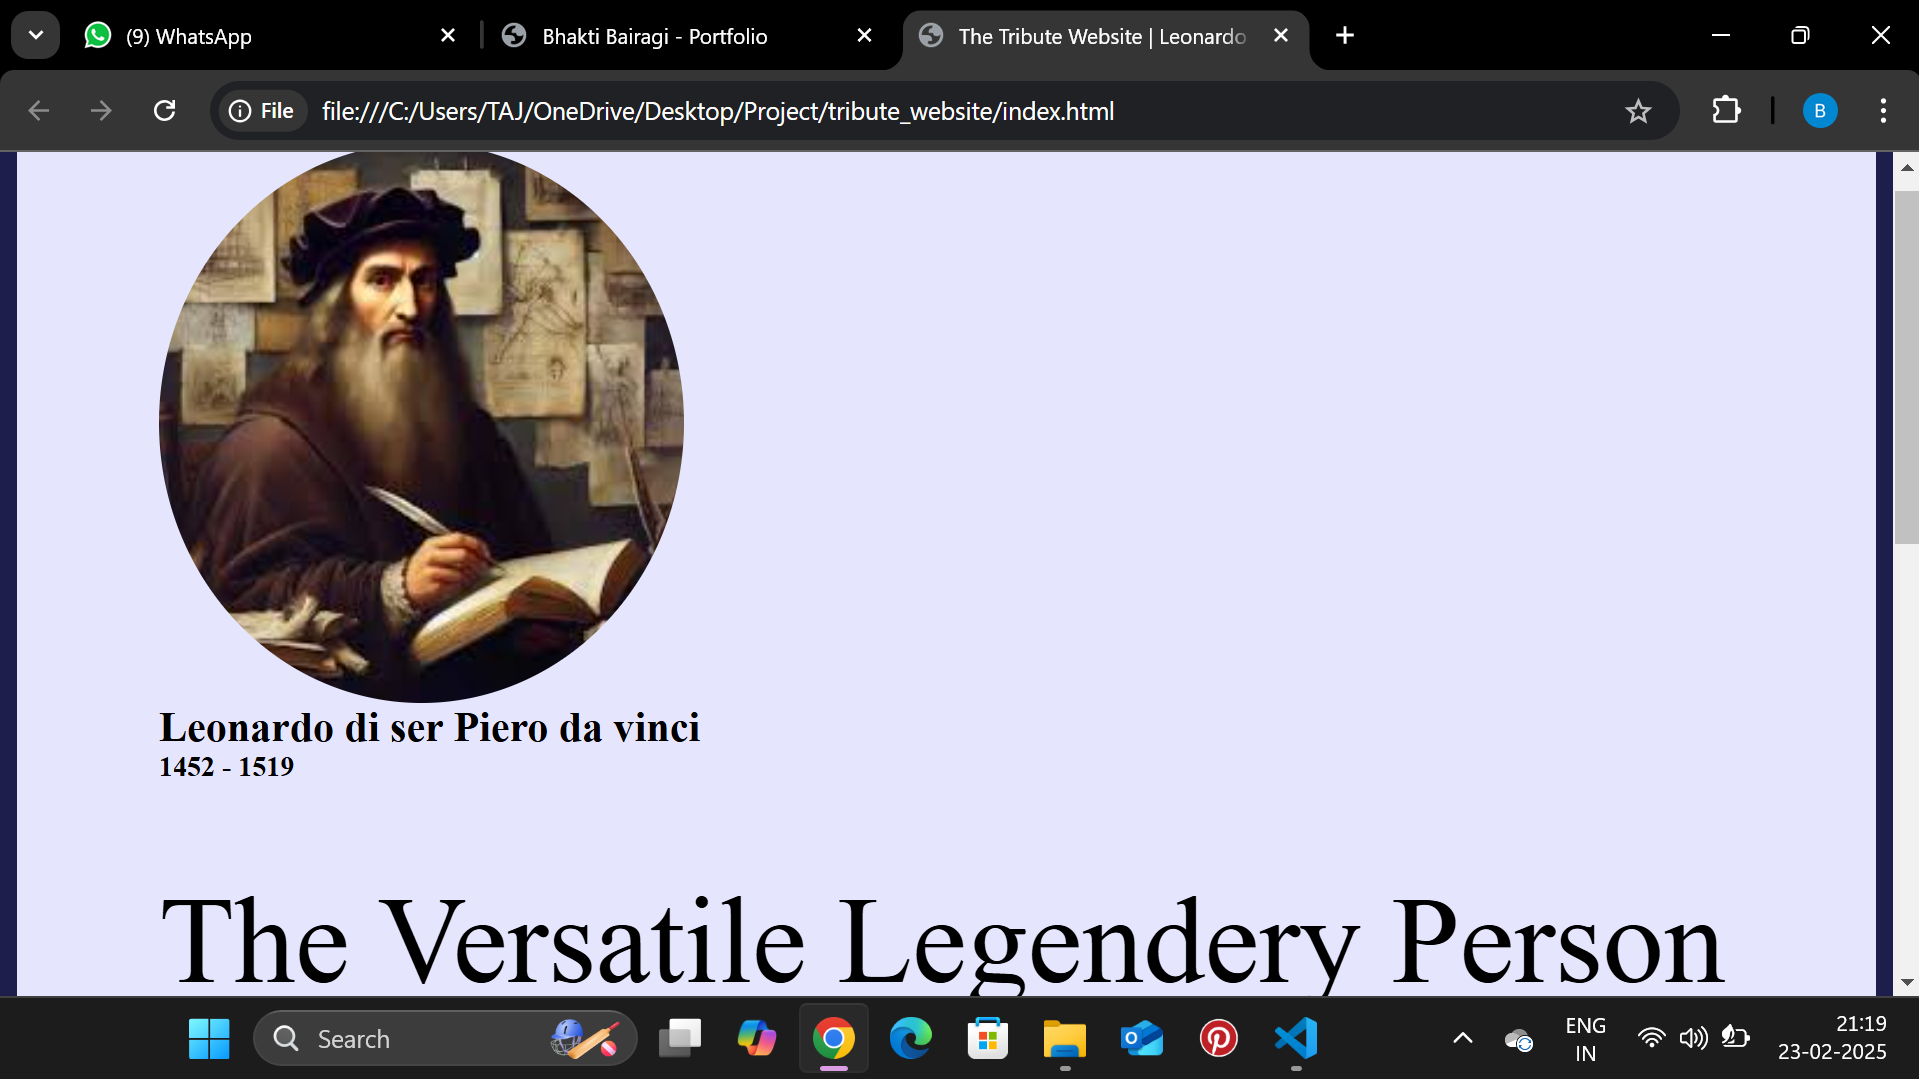 (9) WhatsApp
Bhakti Bairagi - Portfolio
The Tribute Website | Leonardo
File
file:///C:/Users/TAJ/OneDrive/Desktop/Project/tribute_website/index.html
B
Leonardo di ser Piero da vinci
1452 - 1519
The Versatile Legendery Person
Search
ENG
IN
21:19
23-02-2025